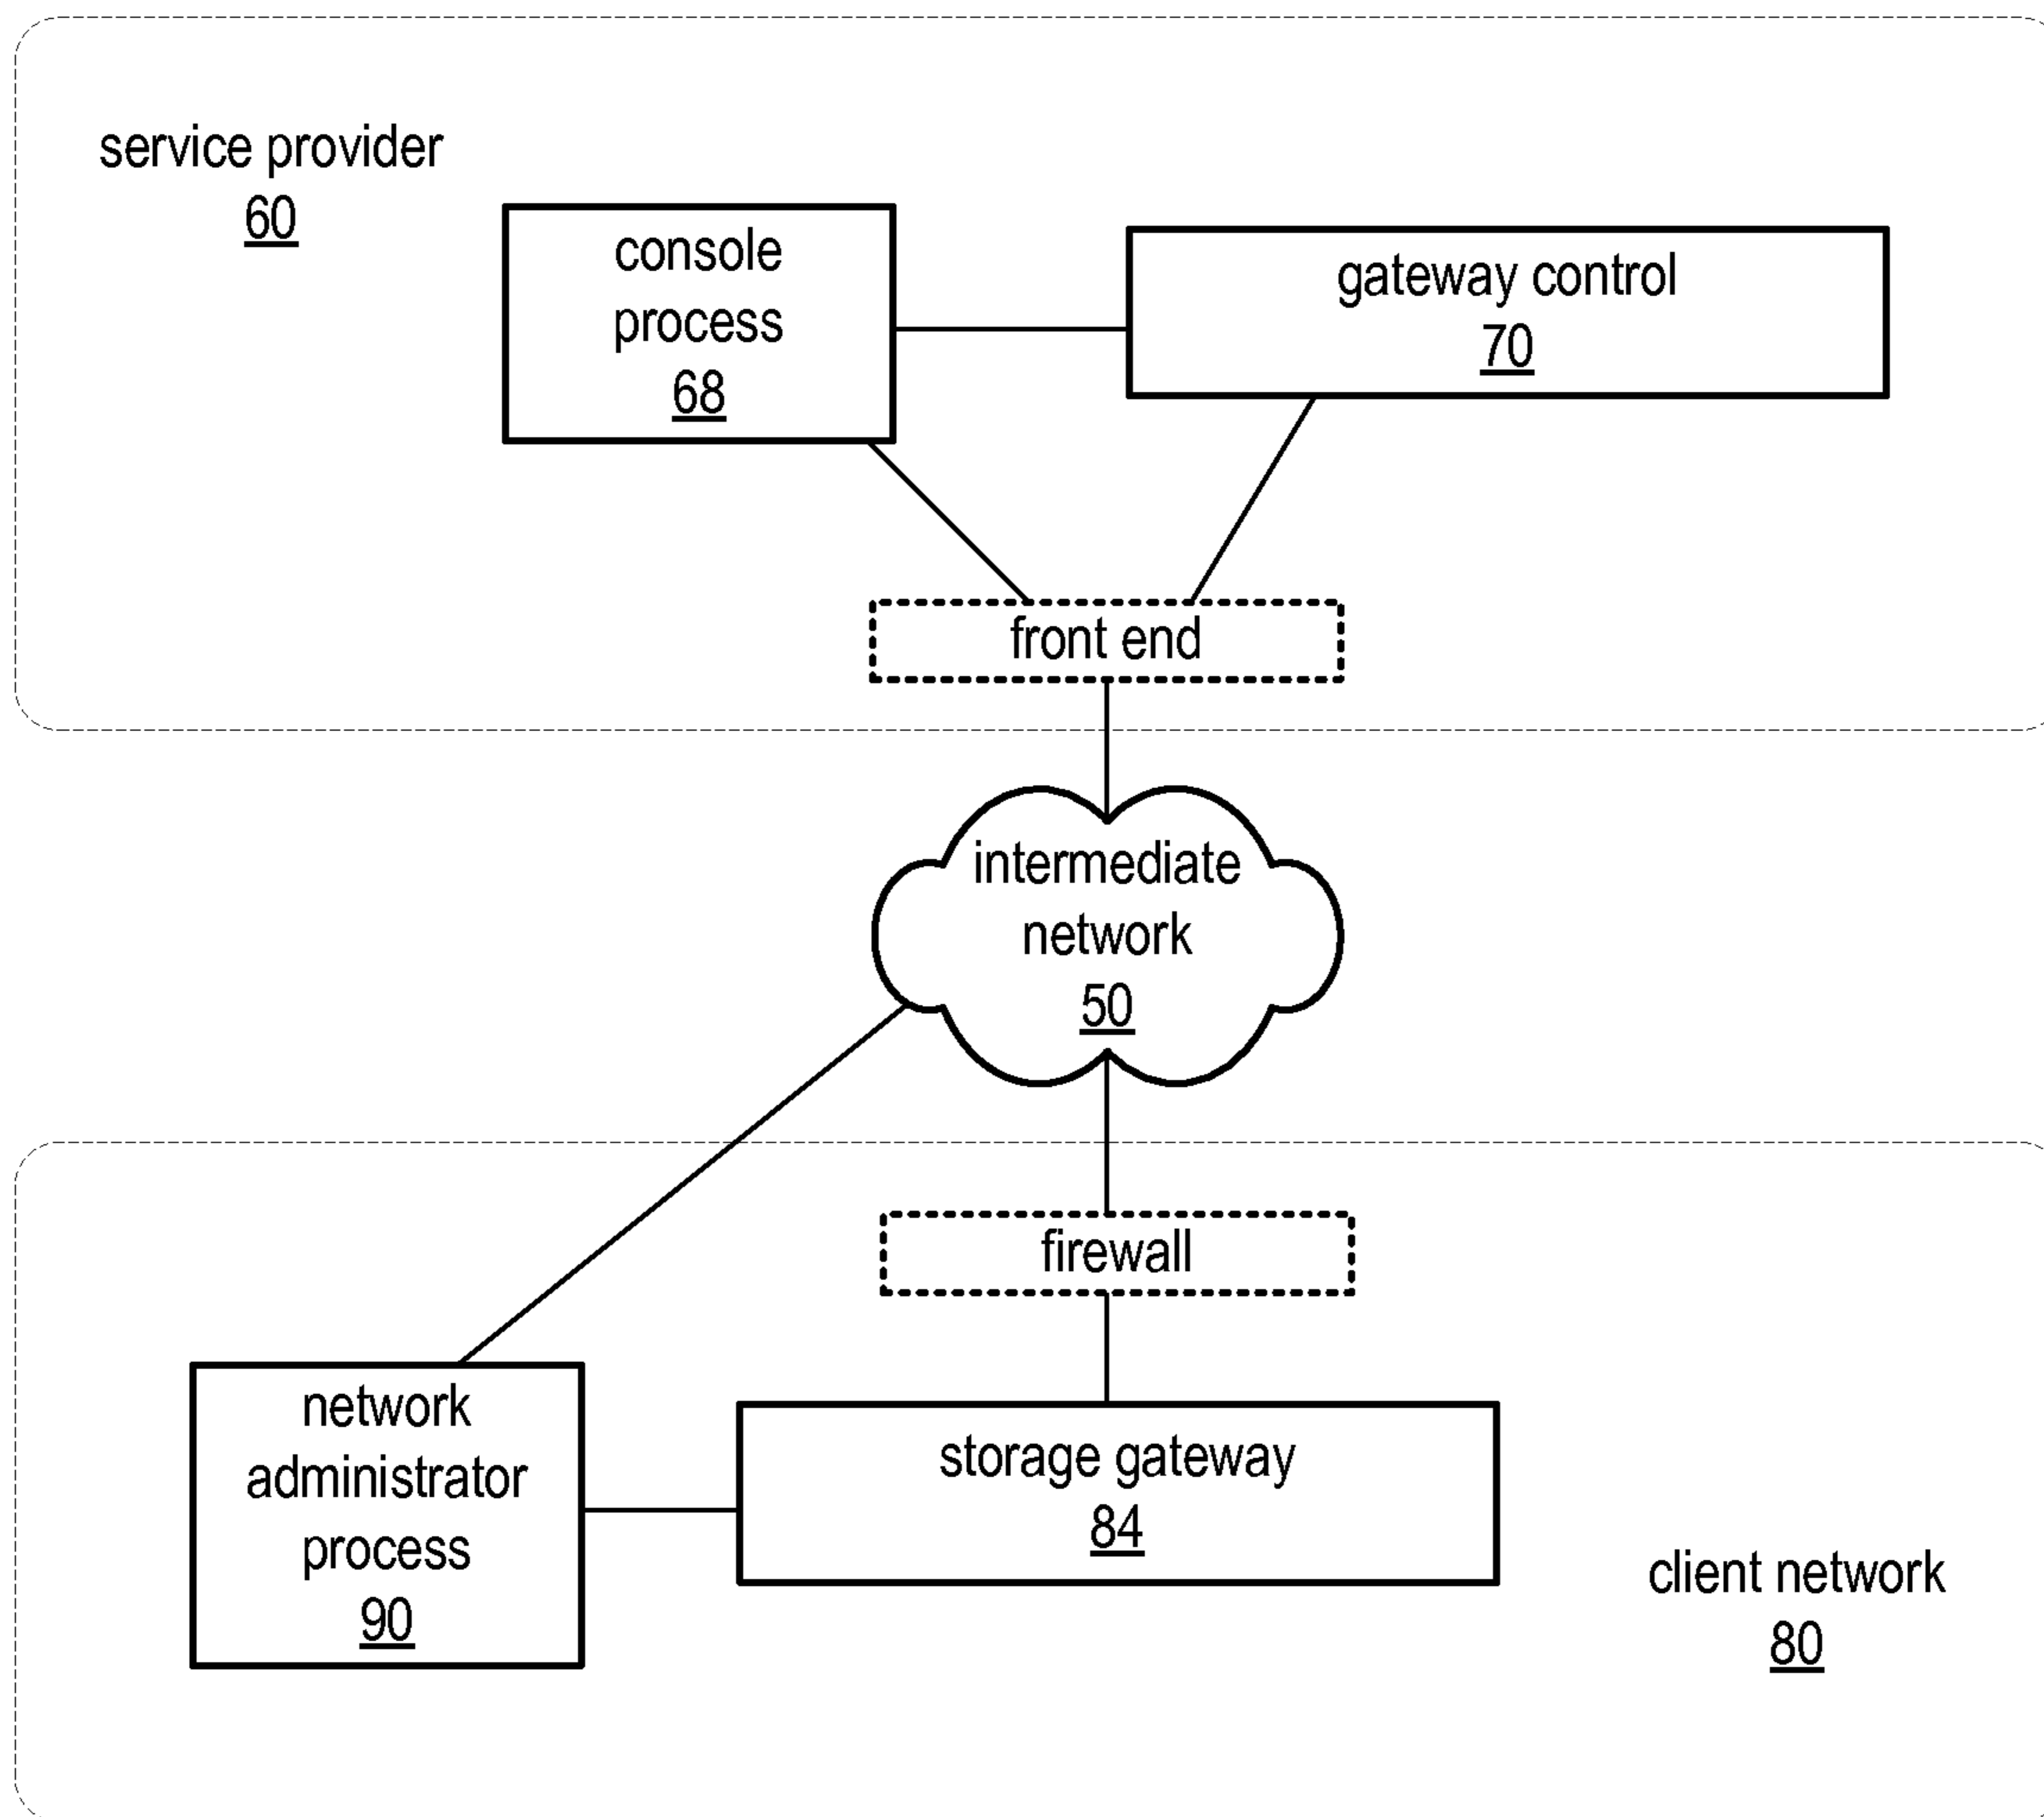 service provider
60
console
process
68
gateway control
70
front end
intermediate
network
50
firewall
network
administrator
process
90
storage gateway
84
client network
80